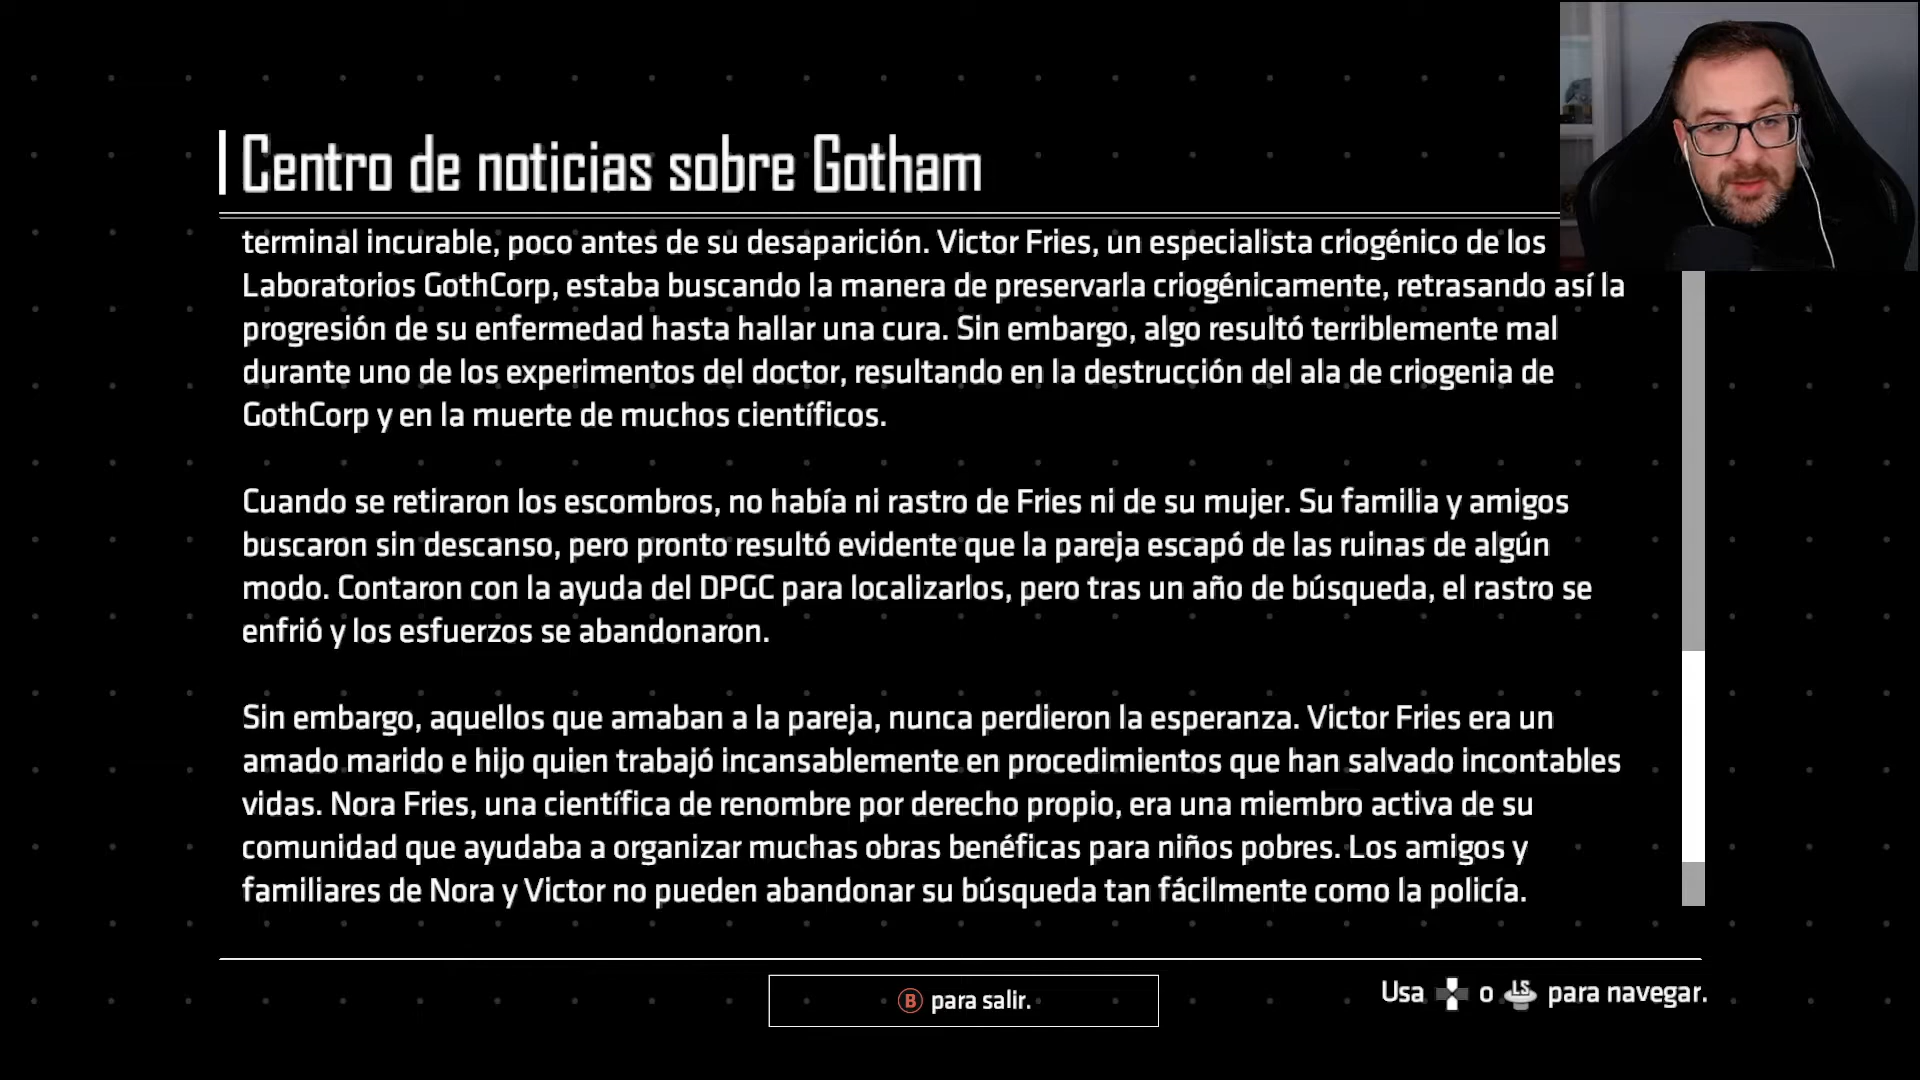 Centro de noticias sobre Gotham
terminal incurable, poco antes de su desaparición. Victor Fries, un especialista criogénico de los
Laboratorios GothCorp, estaba buscando la manera de preservarla criogénicamente, retrasando así la
progresión de su enfermedad hasta hallar una cura. Sin embargo, algo resultó terriblemente mal
durante uno de los experimentos del doctor, resultando en la destrucción del ala de criogenia de
GothCorp y en la muerte de muchos científicos.
Cuando se retiraron los escombros, no había ni rastro de Fries ni de su mujer. Su familia y amigos
buscaron sin descanso, pero pronto resultó evidente que la pareja escapó de las ruinas de algún
modo. Contaron con la ayuda del DPGC para localizarlos, pero tras un año de búsqueda, el rastro se
enfrió y los esfuerzos se abandonaron.
Sin embargo, aquellos que amaban a la pareja, nunca perdieron la esperanza. Victor Fries era un
amado marido e hijo quien trabajó incansablemente en procedimientos que han salvado incontables
vidas. Nora Fries, una científica de renombre por derecho propio, era una miembro activa de su
comunidad que ayudaba a organizar muchas obras benéficas para niños pobres. Los amigos y
familiares de Nora y Victor no pueden abandonar su búsqueda tan fácilmente como la policía.
B para salir.
Usa o LS para navegar.